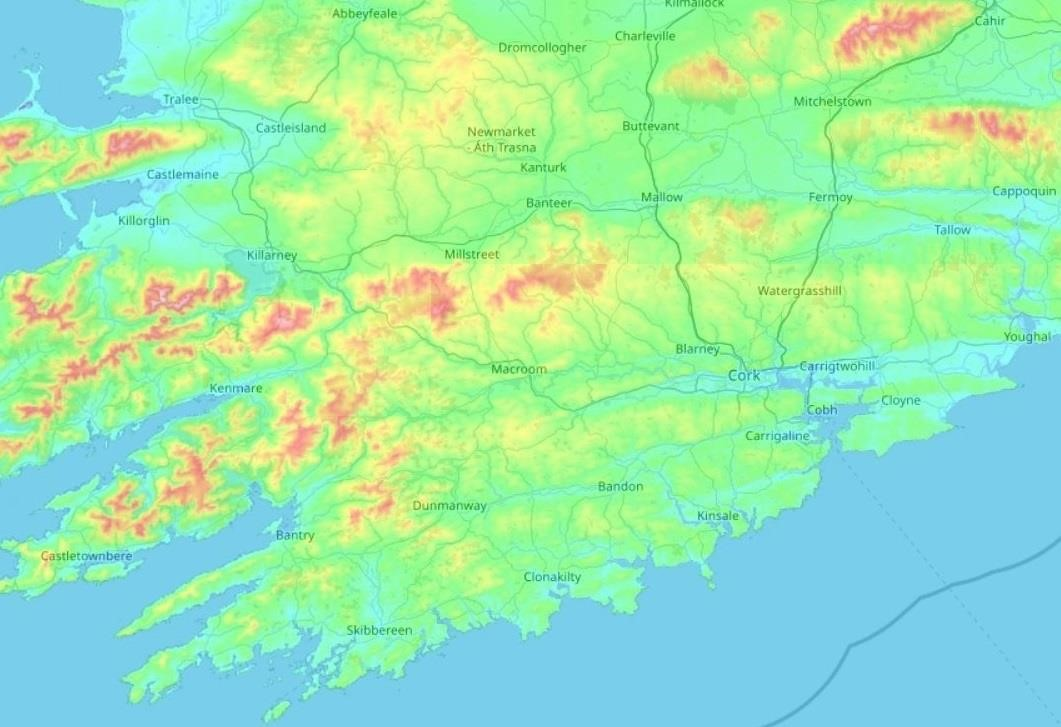 Kilmallock
Abbeyfeale
Cahir
Charleville
Dromcollogher
Tralee
Mitchelstown
Castleisland
Buttevant
Newmarket
- Áth Trasna
Kanturk
Castlemaine
Cappoquin
Mallow
Fermoy
Banteer
Killorglin
Tallow
Killarney
Millstreet
Watergrasshill
Youghal
Blarney
Carrigtwohill
Macroom
Cork
Kenmare
Cloyne
Cobh
Carrigaline
Bandon
Dunmanway
Kinsale
Bantry
Castletownbere
Clonakilty
Skibbereen